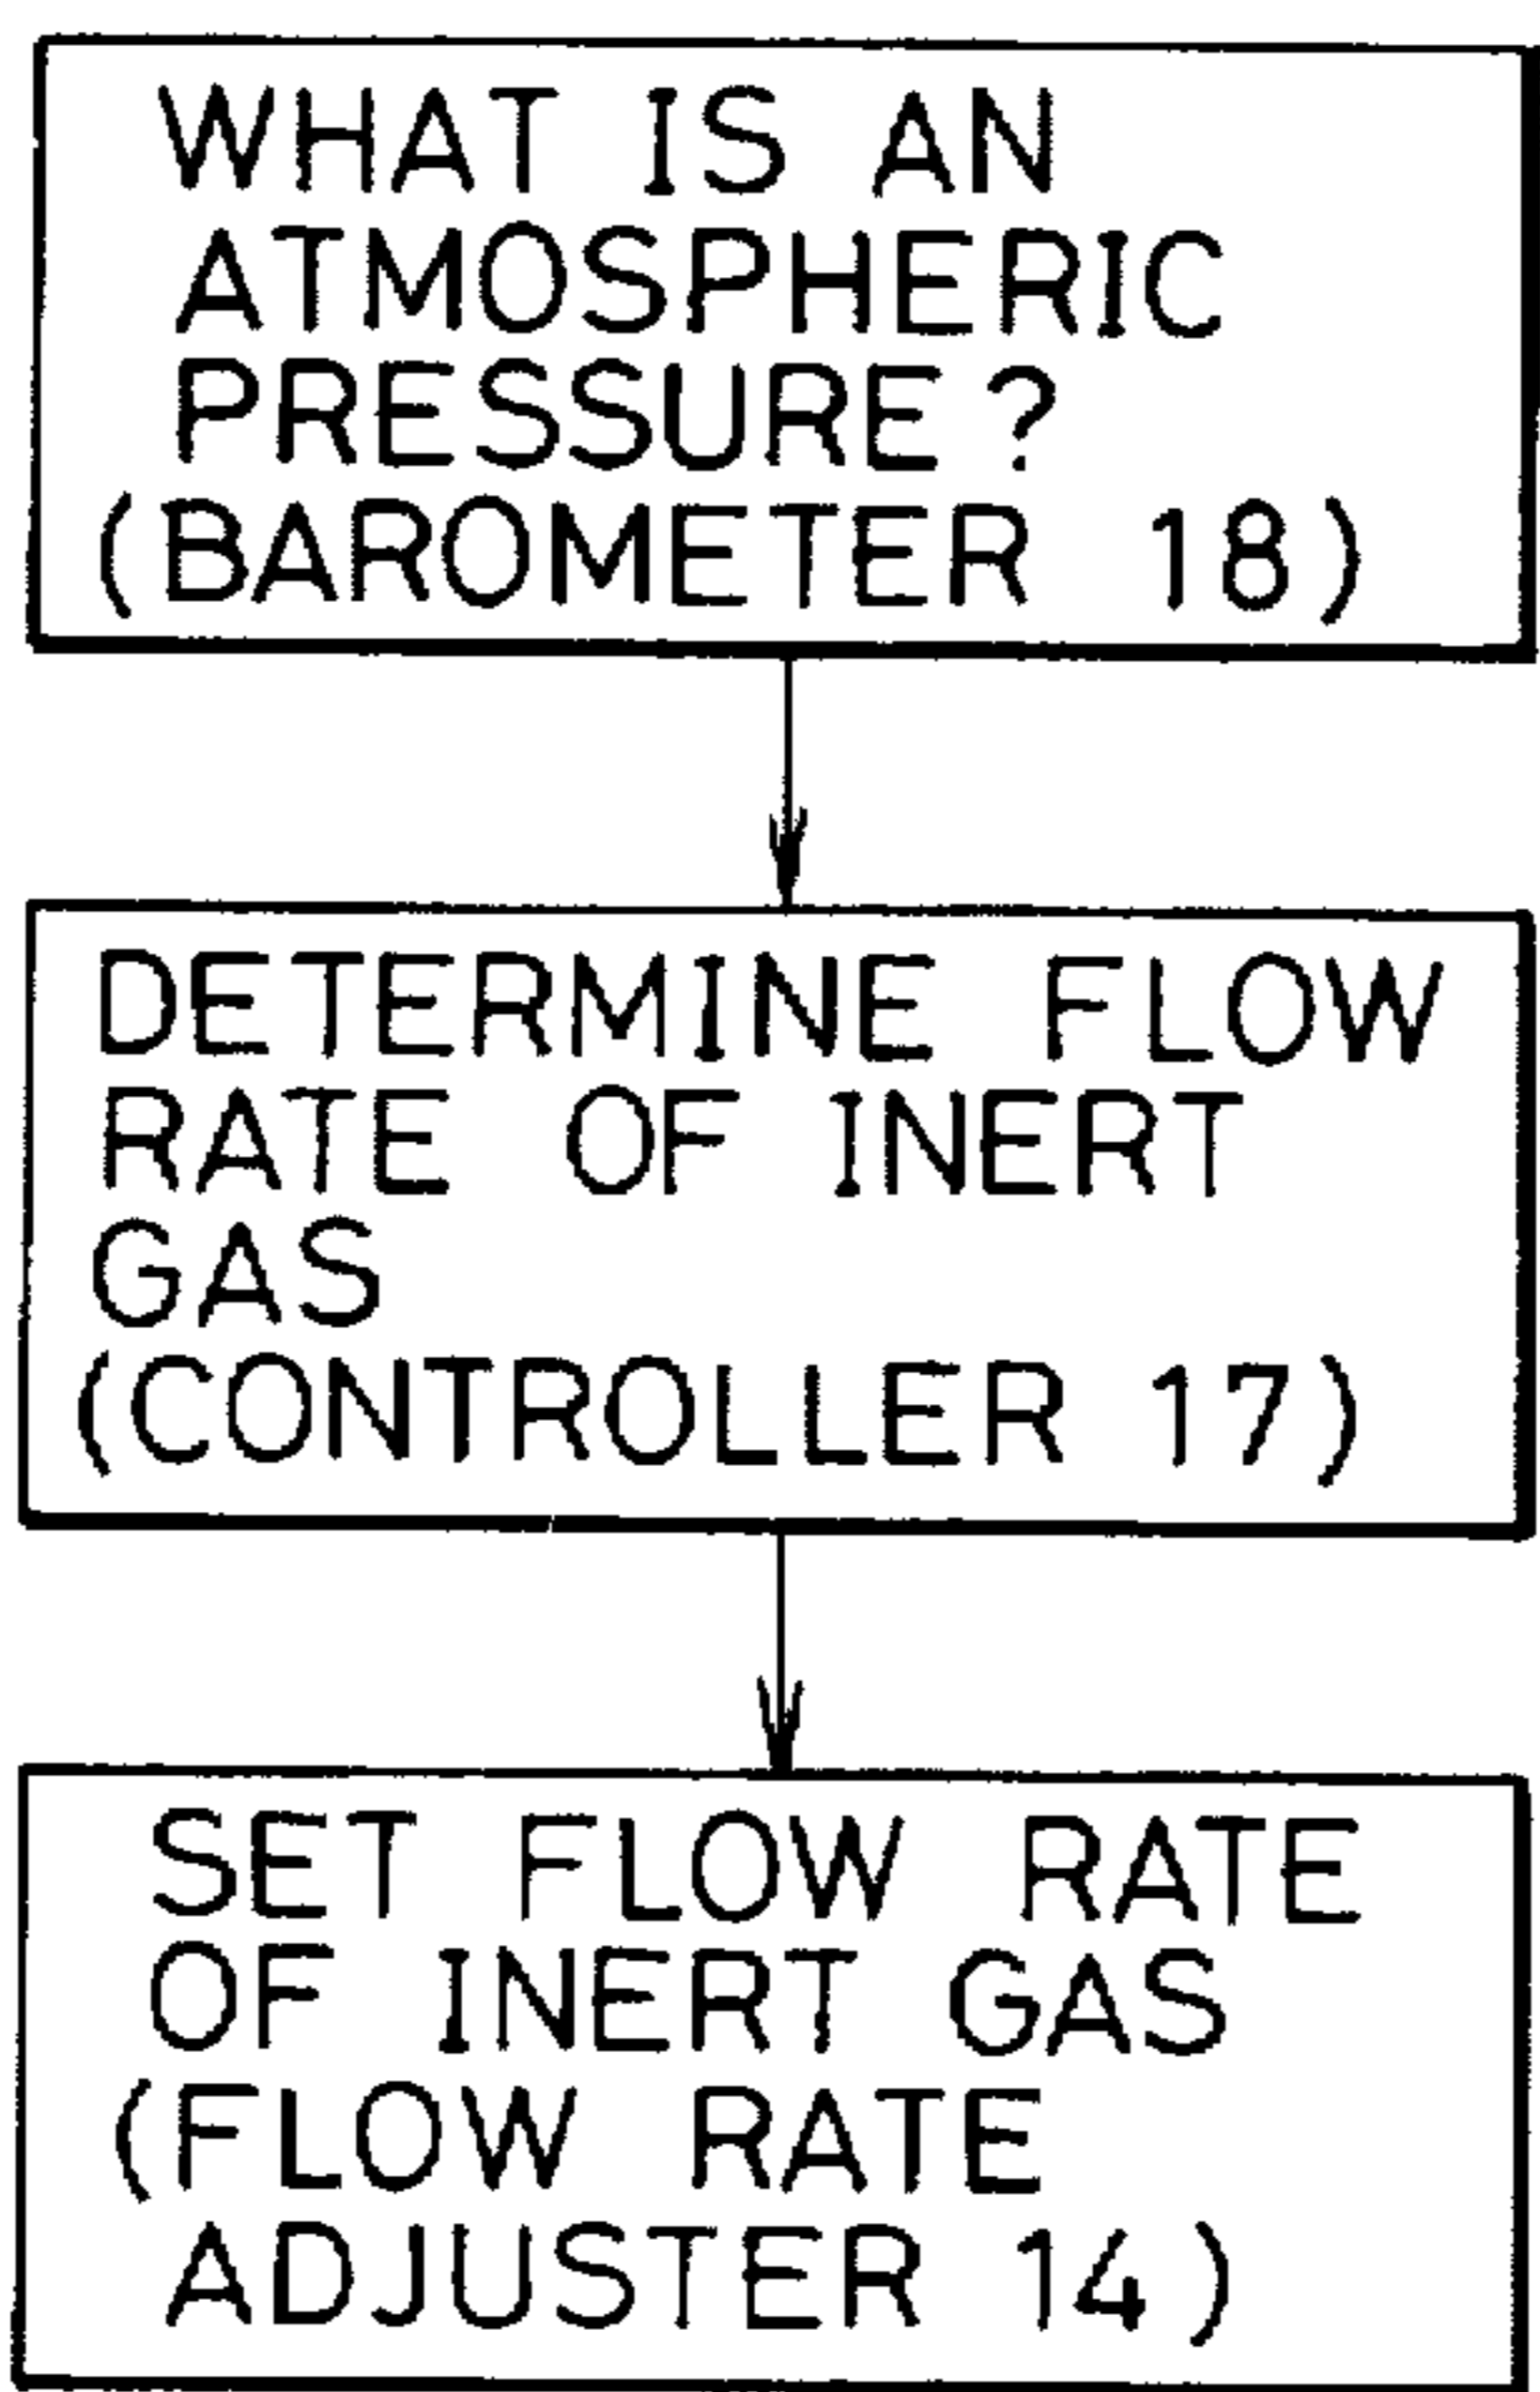 WHAT IS AN
ATMOSPHERIC
PRESSURE?
(BAROMETER 18)
DETERMINE FLOW
RATE OF INERT
GAS
(CONTROLLER 17)
SET FLOW RATE
OF INERT GAS
(FLOW RATE
ADJUSTER 14)